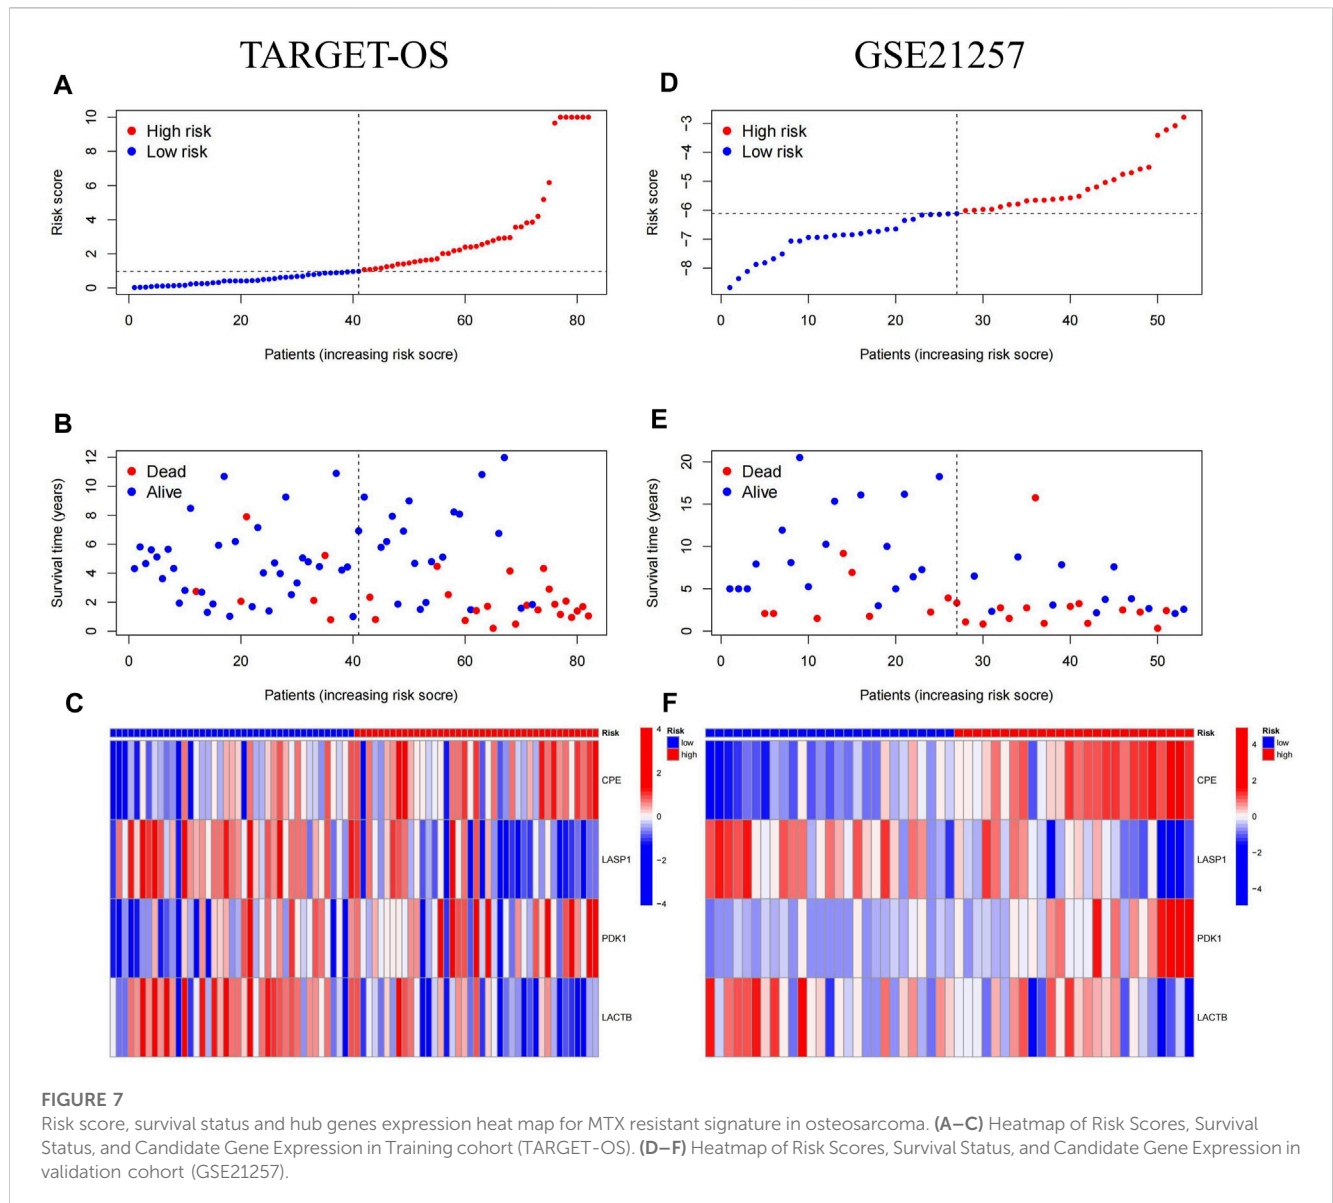 TARGET-OS
GSE21257
A
High risk
Low risk
Risk score
0 2 4 6 8 10
0 20 40 60 80
Patients (increasing risk socre)
D
High risk
Low risk
Risk score
-8 -7 -6 -5 -4 -3
0 10 20 30 40 50
Patients (increasing risk socre)
B
Dead
Alive
Survival time (years)
0 2 4 6 8 10 12
0 20 40 60 80
Patients (increasing risk socre)
E
Dead
Alive
Survival time (years)
0 5 10 15 20
0 10 20 30 40 50
Patients (increasing risk socre)
C
Risk
CPE
LASP1
PDK1
LACTB
4
2
0
−2
−4
Risk
low
high
F
Risk
CPE
LASP1
PDK1
LACTB
4
2
0
−2
−4
Risk
low
high
FIGURE 7
Risk score, survival status and hub genes expression heat map for MTX resistant signature in osteosarcoma. (A–C) Heatmap of Risk Scores, Survival
Status, and Candidate Gene Expression in Training cohort (TARGET-OS). (D–F) Heatmap of Risk Scores, Survival Status, and Candidate Gene Expression in
validation cohort (GSE21257).